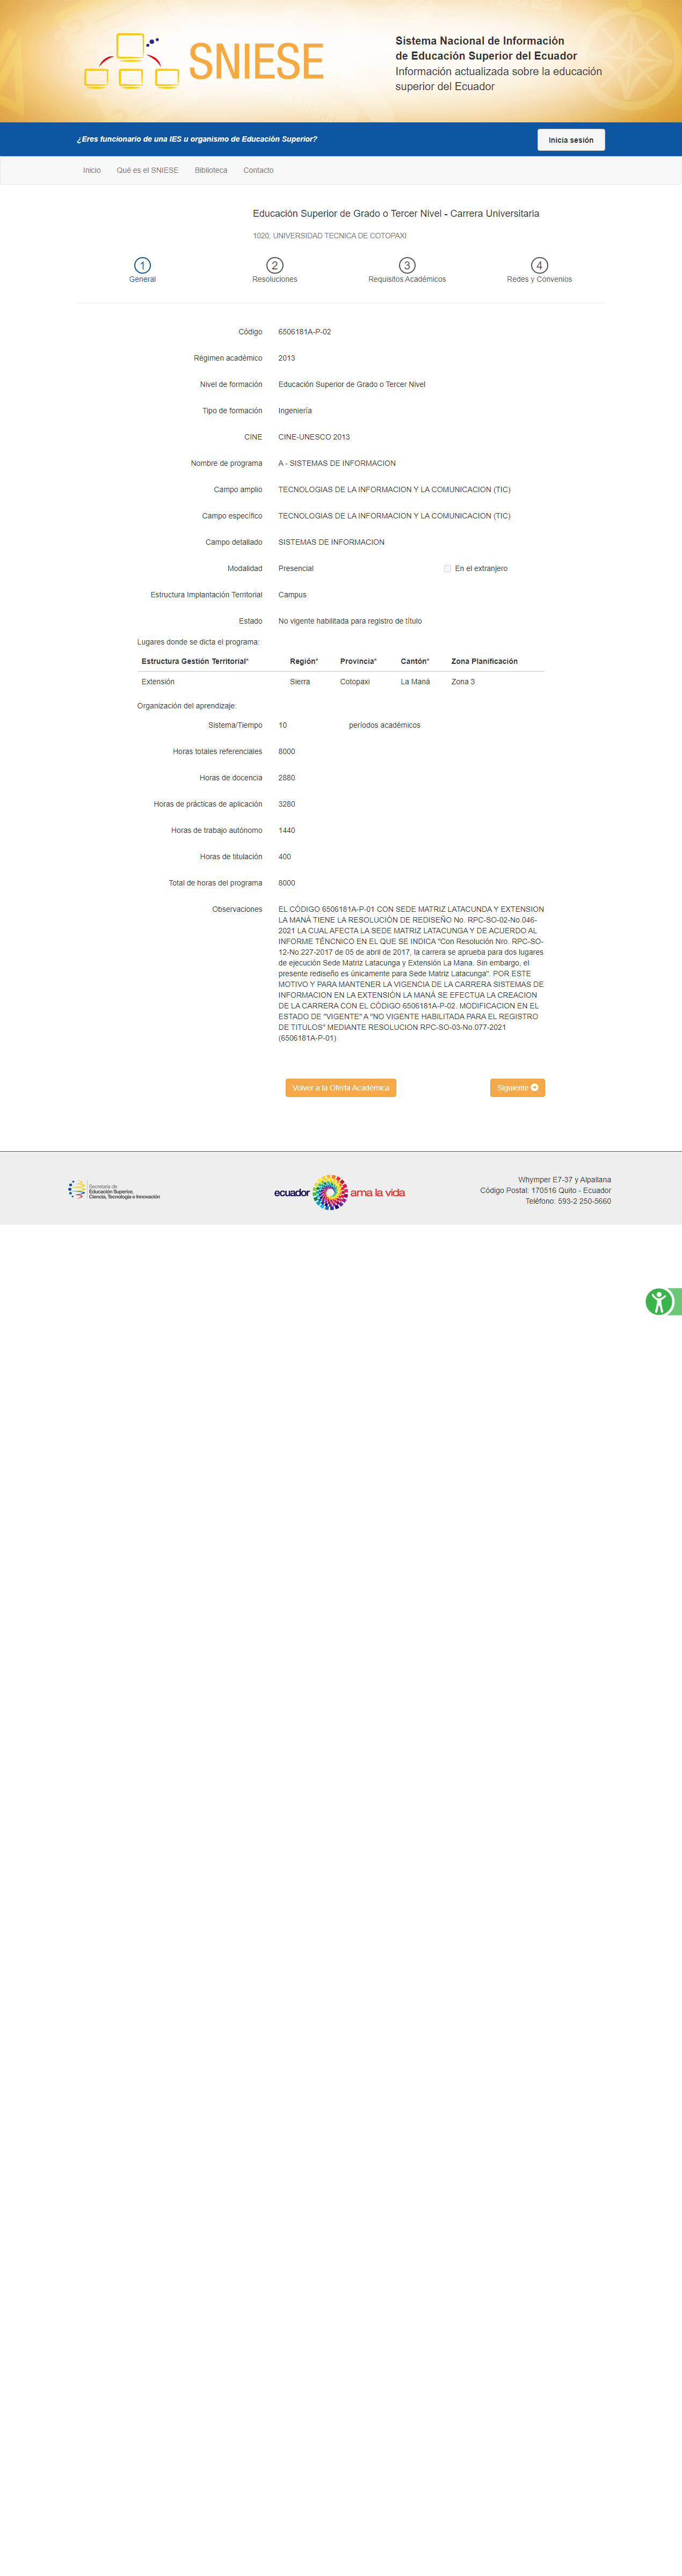 SNIESE
Sistema Nacional de Información
de Educación Superior del Ecuador
Información actualizada sobre la educación
superior del Ecuador
¿Eres funcionario de una IES u organismo de Educación Superior?
Inicia sesión
Inicio Qué es el SNIESE Biblioteca Contacto
Educación Superior de Grado o Tercer Nivel - Carrera Universitaria
1020, UNIVERSIDAD TECNICA DE COTOPAXI
1 2 3 4
General Resoluciones Requisitos Académicos Redes y Convenios
Código 6506181A-P-02
Régimen académico 2013
Nivel de formación Educación Superior de Grado o Tercer Nivel
Tipo de formación Ingeniería
CINE CINE-UNESCO 2013
Nombre de programa A - SISTEMAS DE INFORMACION
Campo amplio TECNOLOGIAS DE LA INFORMACION Y LA COMUNICACION (TIC)
Campo específico TECNOLOGIAS DE LA INFORMACION Y LA COMUNICACION (TIC)
Campo detallado SISTEMAS DE INFORMACION
Modalidad Presencial En el extranjero
Estructura Implantación Territorial Campus
Estado No vigente habilitada para registro de título
Lugares donde se dicta el programa:
Estructura Gestión Territorial* Región* Provincia* Cantón* Zona Planificación
Extensión Sierra Cotopaxi La Maná Zona 3
Organización del aprendizaje:
Sistema/Tiempo 10 períodos académicos
Horas totales referenciales 8000
Horas de docencia 2880
Horas de prácticas de aplicación 3280
Horas de trabajo autónomo 1440
Horas de titulación 400
Total de horas del programa 8000
Observaciones EL CÓDIGO 6506181A-P-01 CON SEDE MATRIZ LATACUNDA Y EXTENSION
LA MANÁ TIENE LA RESOLUCIÓN DE REDISEÑO No. RPC-SO-02-No.046-
2021 LA CUAL AFECTA LA SEDE MATRIZ LATACUNGA Y DE ACUERDO AL
INFORME TÉNCNICO EN EL QUE SE INDICA "Con Resolución Nro. RPC-SO-
12-No.227-2017 de 05 de abril de 2017, la carrera se aprueba para dos lugares
de ejecución Sede Matriz Latacunga y Extensión La Mana. Sin embargo, el
presente rediseño es únicamente para Sede Matriz Latacunga". POR ESTE
MOTIVO Y PARA MANTENER LA VIGENCIA DE LA CARRERA SISTEMAS DE
INFORMACION EN LA EXTENSIÓN LA MANÁ SE EFECTUA LA CREACION
DE LA CARRERA CON EL CÓDIGO 6506181A-P-02. MODIFICACION EN EL
ESTADO DE "VIGENTE" A "NO VIGENTE HABILITADA PARA EL REGISTRO
DE TITULOS" MEDIANTE RESOLUCION RPC-SO-03-No.077-2021
(6506181A-P-01)
Volver a la Oferta Académica Siguiente
Secretaría de
Educación Superior,
Ciencia, Tecnología e Innovación
ecuador ama la vida
Whymper E7-37 y Alpallana
Código Postal: 170516 Quito - Ecuador
Teléfono: 593-2 250-5660